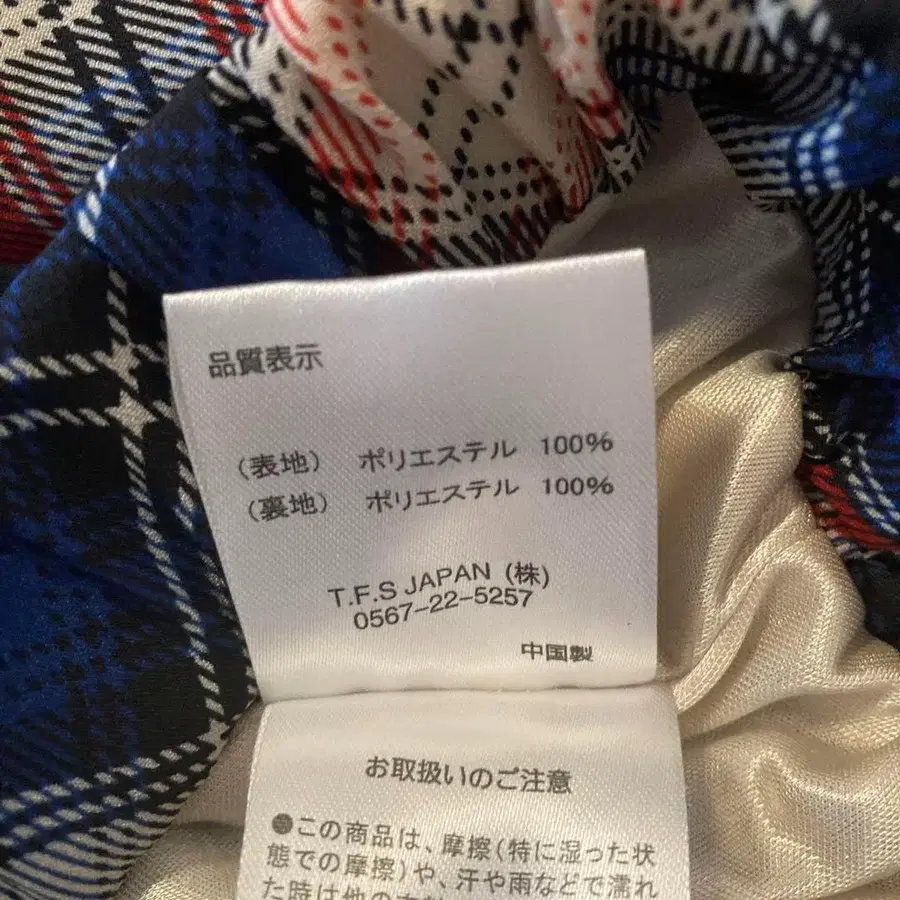 品質表示
(表地) ポリエステル 100%
(裏地) ポリエステル 100%
T.F.S JAPAN (株)
0567-22-5257
中国製
お取扱いのご注意
●この商品は、摩擦(特に湿った状
態での摩擦)や、汗や雨などで濡れ
た時は他の